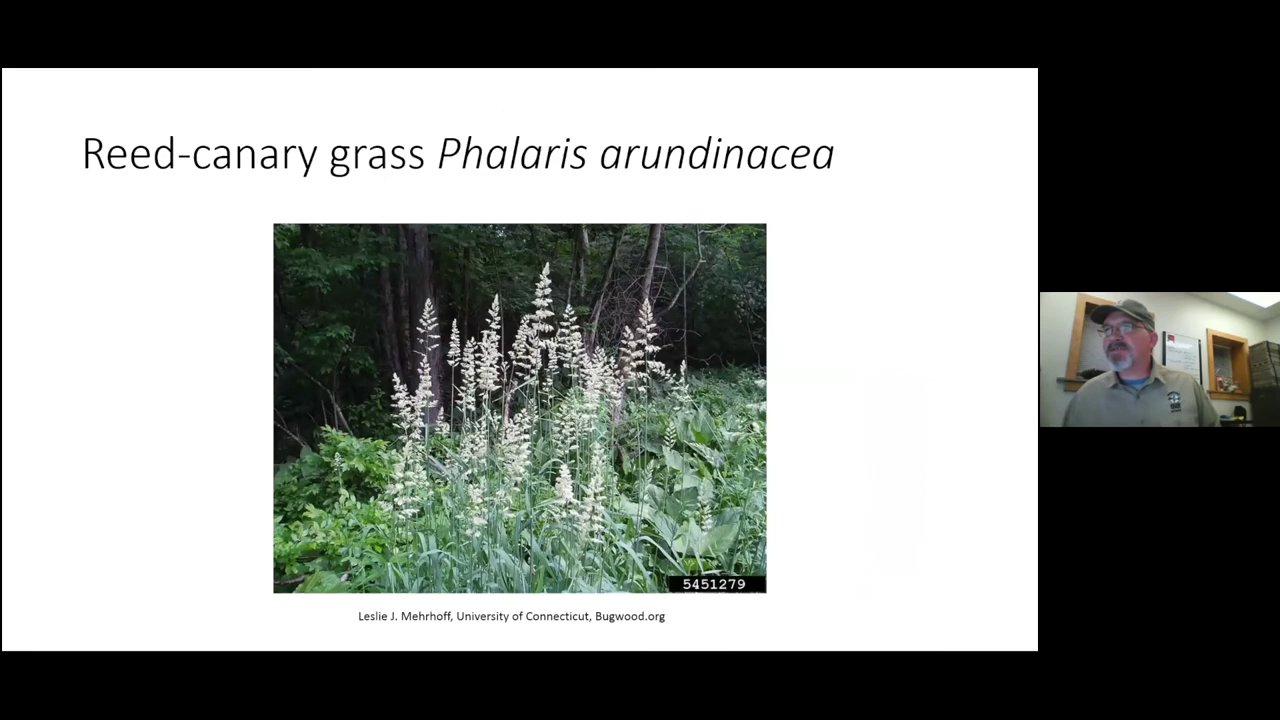 Reed-canary grass Phalaris arundinacea
5451279
Leslie J. Mehrhoff, University of Connecticut, Bugwood.org